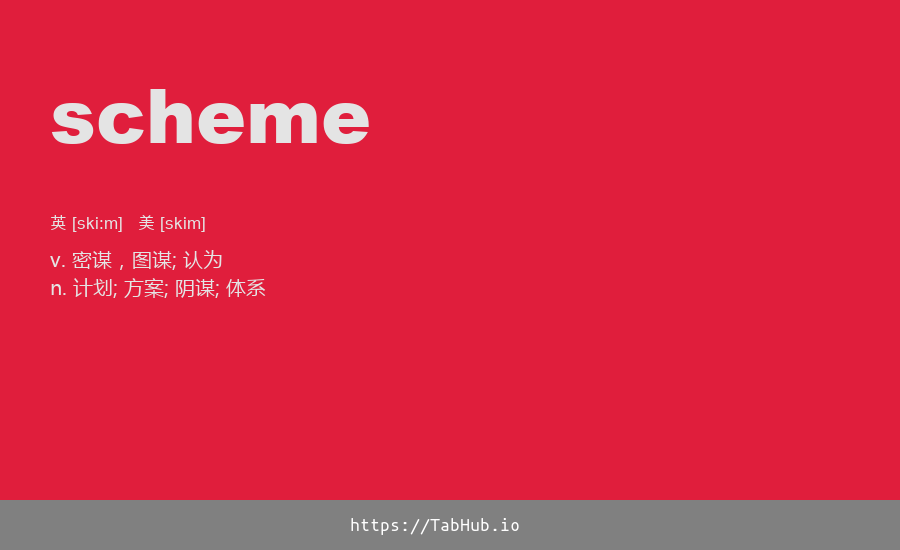 scheme
英 [ski:m] 美 [skim]
v. 密谋，图谋; 认为
n. 计划; 方案; 阴谋; 体系
https://TabHub.io